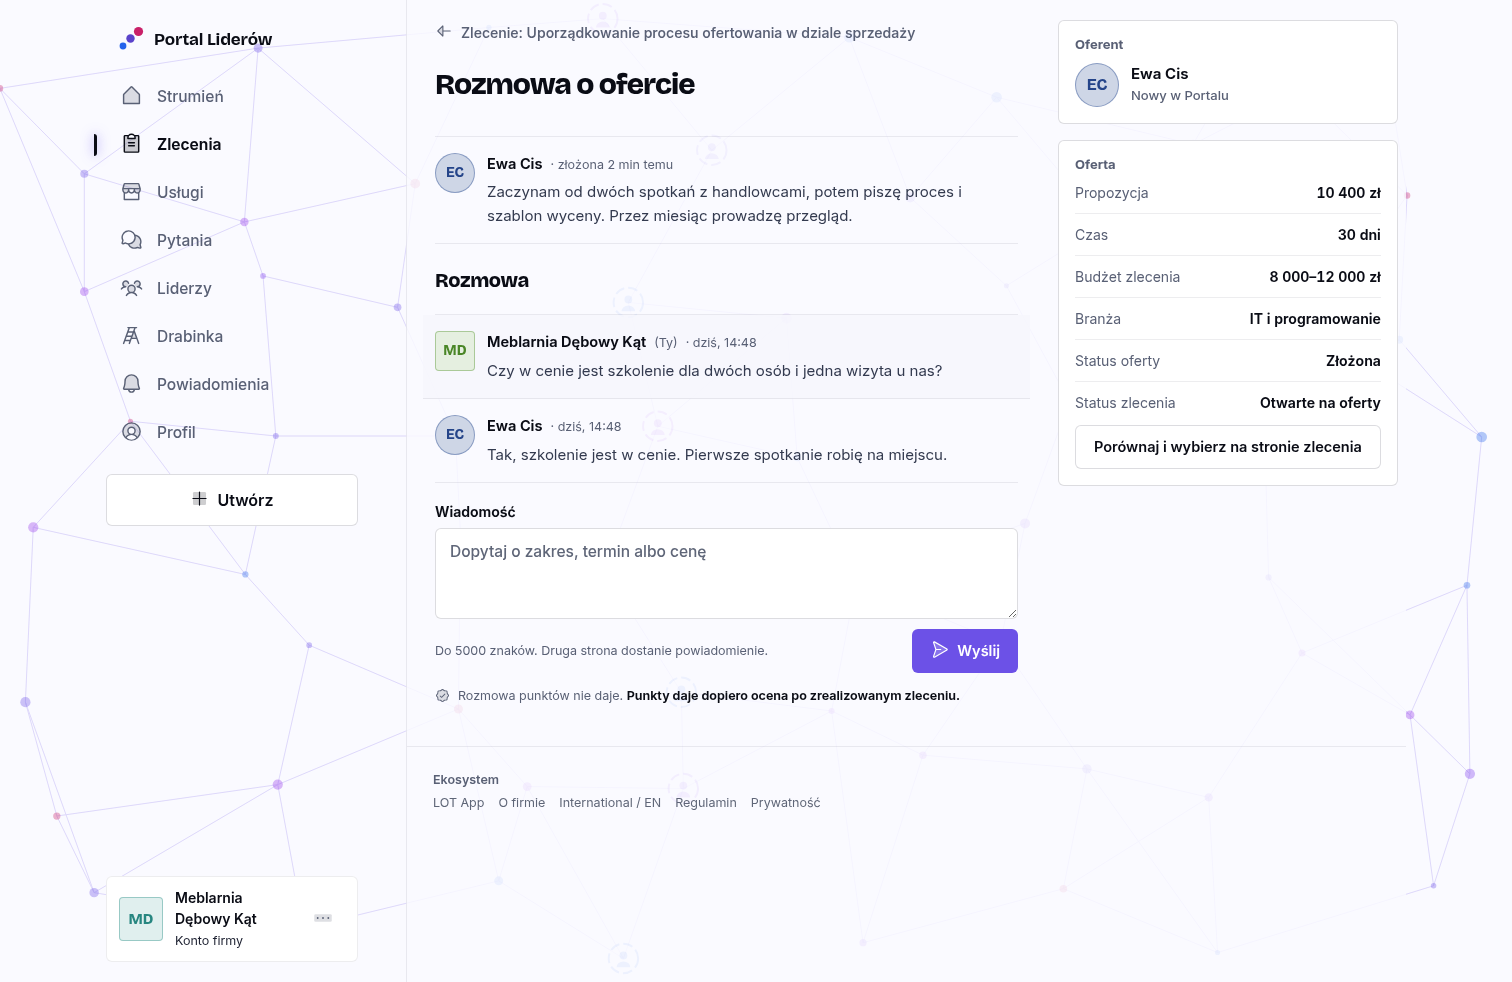 Portal Liderów
Strumień
Zlecenia
Usługi
Pytania
Liderzy
Drabinka
Powiadomienia
Profil
Utwórz
MD
Meblarnia
Dębowy Kąt
Konto firmy
Zlecenie: Uporządkowanie procesu ofertowania w dziale sprzedaży
Rozmowa o ofercie
EC
Ewa Cis · złożona 2 min temu
Zaczynam od dwóch spotkań z handlowcami, potem piszę proces i
szablon wyceny. Przez miesiąc prowadzę przegląd.
Rozmowa
MD
Meblarnia Dębowy Kąt (Ty) · dziś, 14:48
Czy w cenie jest szkolenie dla dwóch osób i jedna wizyta u nas?
EC
Ewa Cis · dziś, 14:48
Tak, szkolenie jest w cenie. Pierwsze spotkanie robię na miejscu.
Wiadomość
Dopytaj o zakres, termin albo cenę
Do 5000 znaków. Druga strona dostanie powiadomienie.
Wyślij
Rozmowa punktów nie daje. Punkty daje dopiero ocena po zrealizowanym zleceniu.
Ekosystem
LOT App O firmie International / EN Regulamin Prywatność
Oferent
EC
Ewa Cis
Nowy w Portalu
Oferta
Propozycja 10 400 zł
Czas 30 dni
Budżet zlecenia 8 000–12 000 zł
Branża IT i programowanie
Status oferty Złożona
Status zlecenia Otwarte na oferty
Porównaj i wybierz na stronie zlecenia